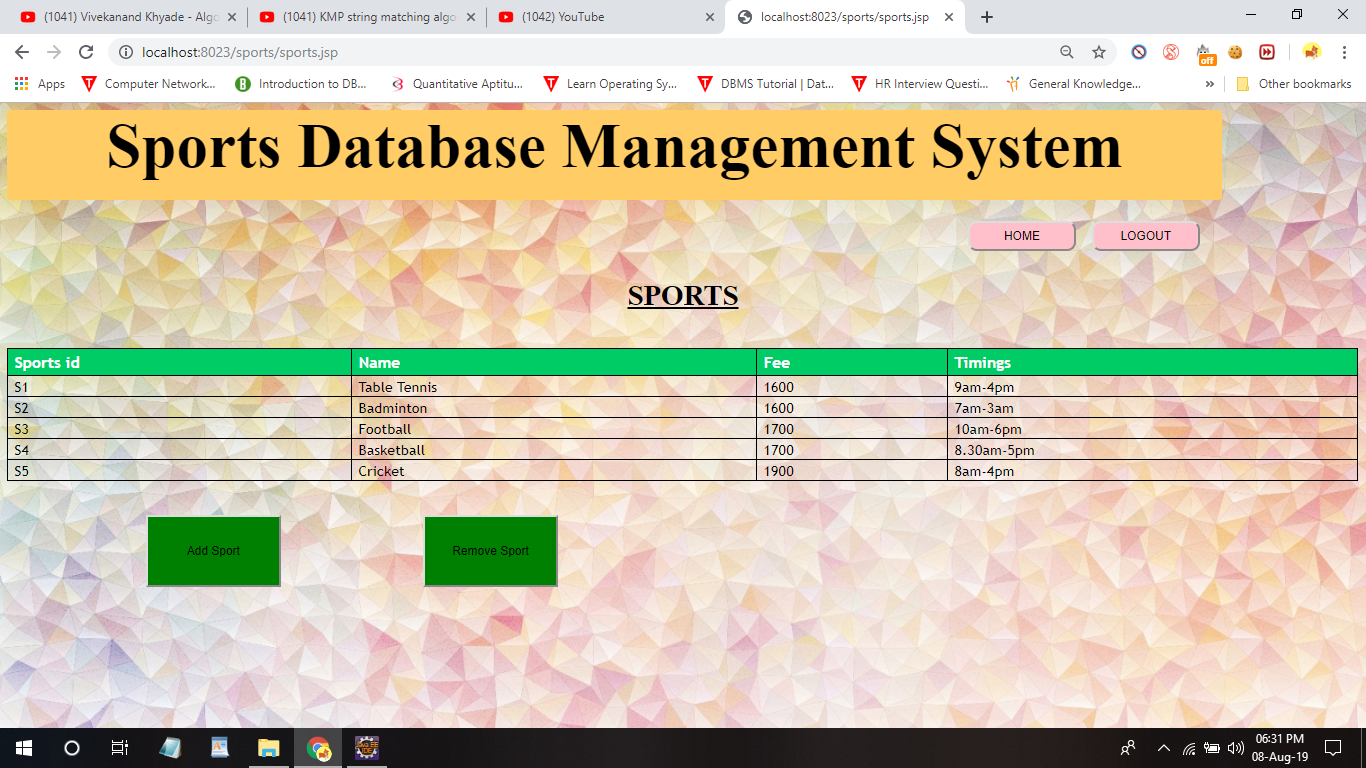 (1041) Vivekanand Khyade - Algo
(1041) KMP string matching algo
(1042) YouTube
localhost:8023/sports/sports.jsp
localhost:8023/sports/sports.jsp
off
Apps
Computer Network...
Introduction to DB...
Quantitative Aptitu...
Learn Operating Sy...
DBMS Tutorial | Dat...
HR Interview Questi...
General Knowledge...
»
Other bookmarks
Sports Database Management System
HOME LOGOUT
SPORTS
Sports id Name Fee Timings
S1 Table Tennis 1600 9am-4pm
S2 Badminton 1600 7am-3am
S3 Football 1700 10am-6pm
S4 Basketball 1700 8.30am-5pm
S5 Cricket 1900 8am-4pm
Add Sport Remove Sport
Java EE
IDE
06:31 PM
08-Aug-19